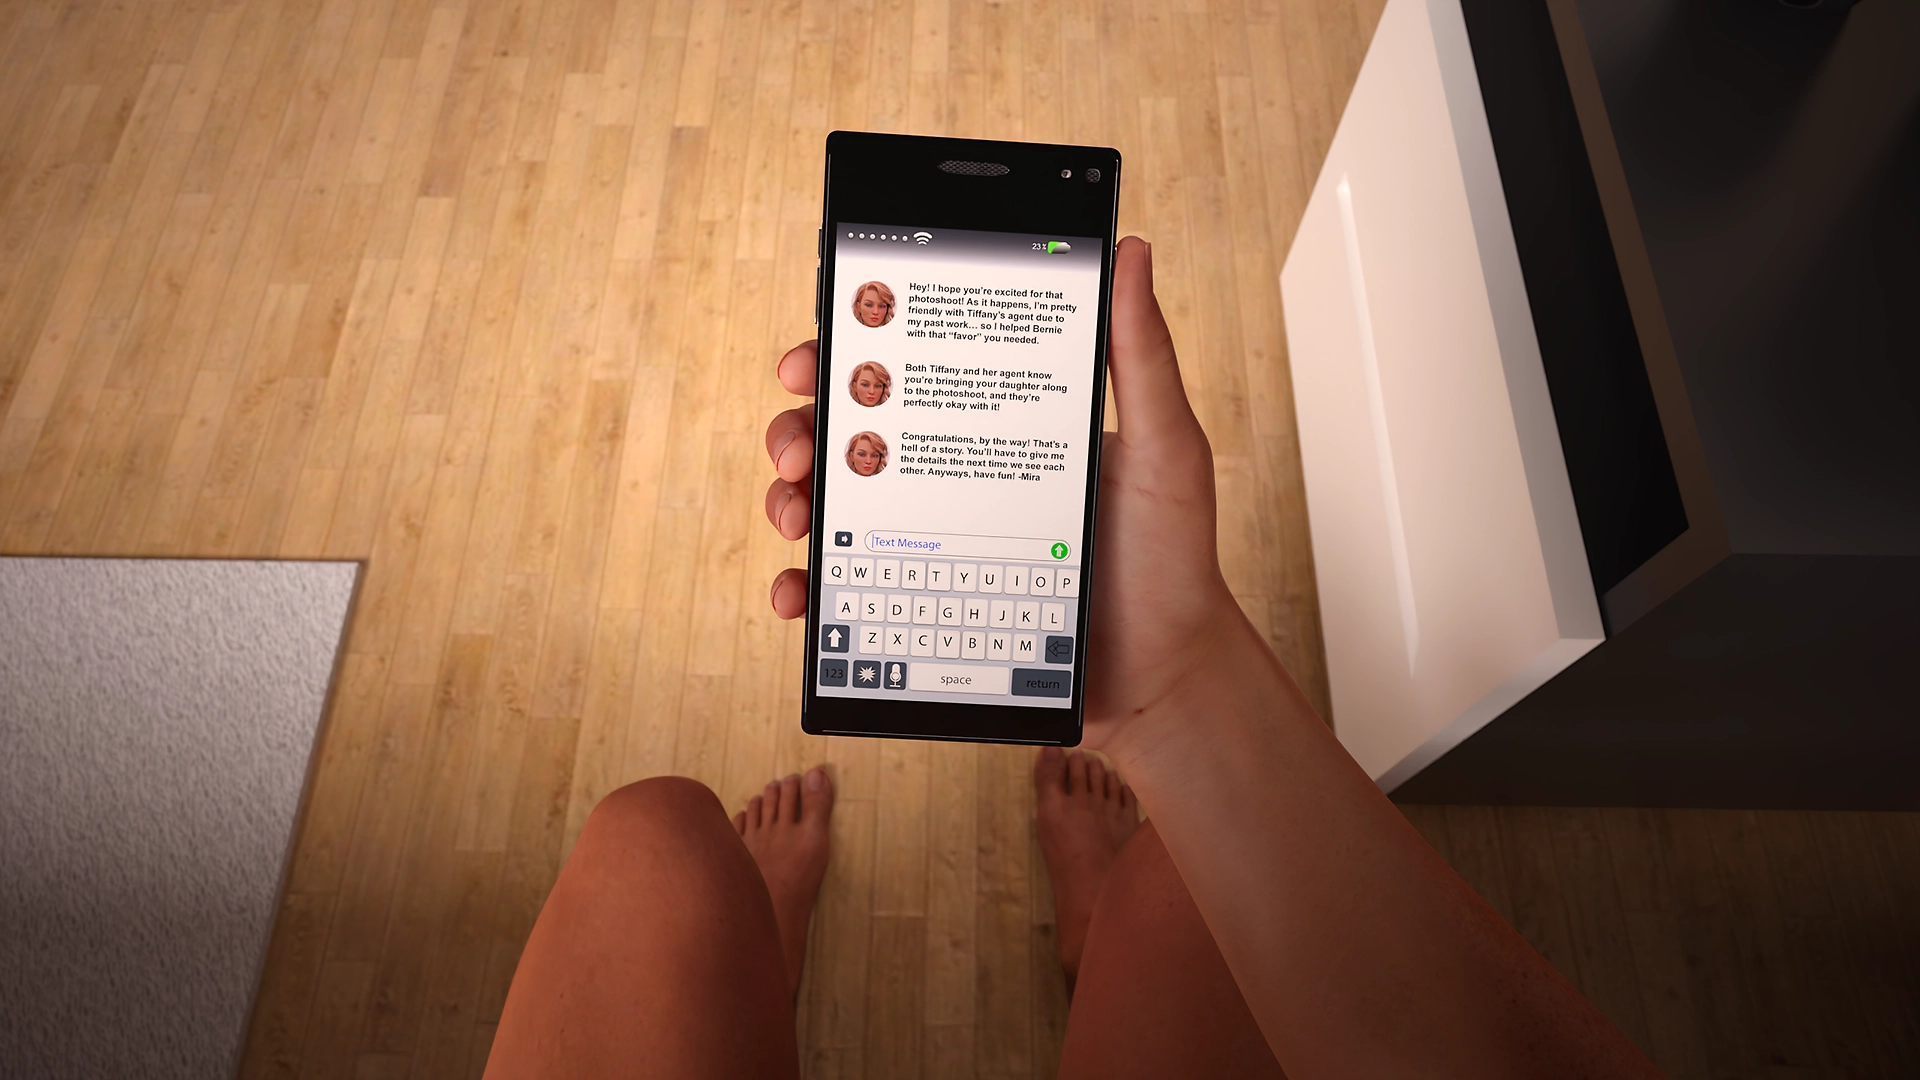 23%
Hey! I hope you're excited for that
photoshoot! As it happens, I'm pretty
friendly with Tiffany's agent due to
my past work... so I helped Bernie
with that “favor” you needed.
Both Tiffany and her agent know
you're bringing your daughter along
to the photoshoot, and they're
perfectly okay with it!
Congratulations, by the way! That's a
hell of a story. You'll have to give me
the details the next time we see each
other. Anyways, have fun! -Mira
Text Message
Q W E R T Y U I O P
A S D F G H J K L
Z X C V B N M
123 space return